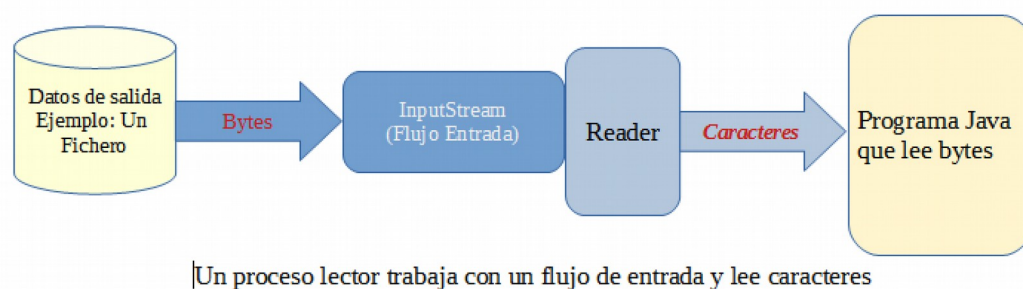 Datos de salida
Ejemplo: Un
Fichero
Bytes
InputStream
(Flujo Entrada)
Reader
Caracteres
Programa Java
que lee bytes
Un proceso lector trabaja con un flujo de entrada y lee caracteres